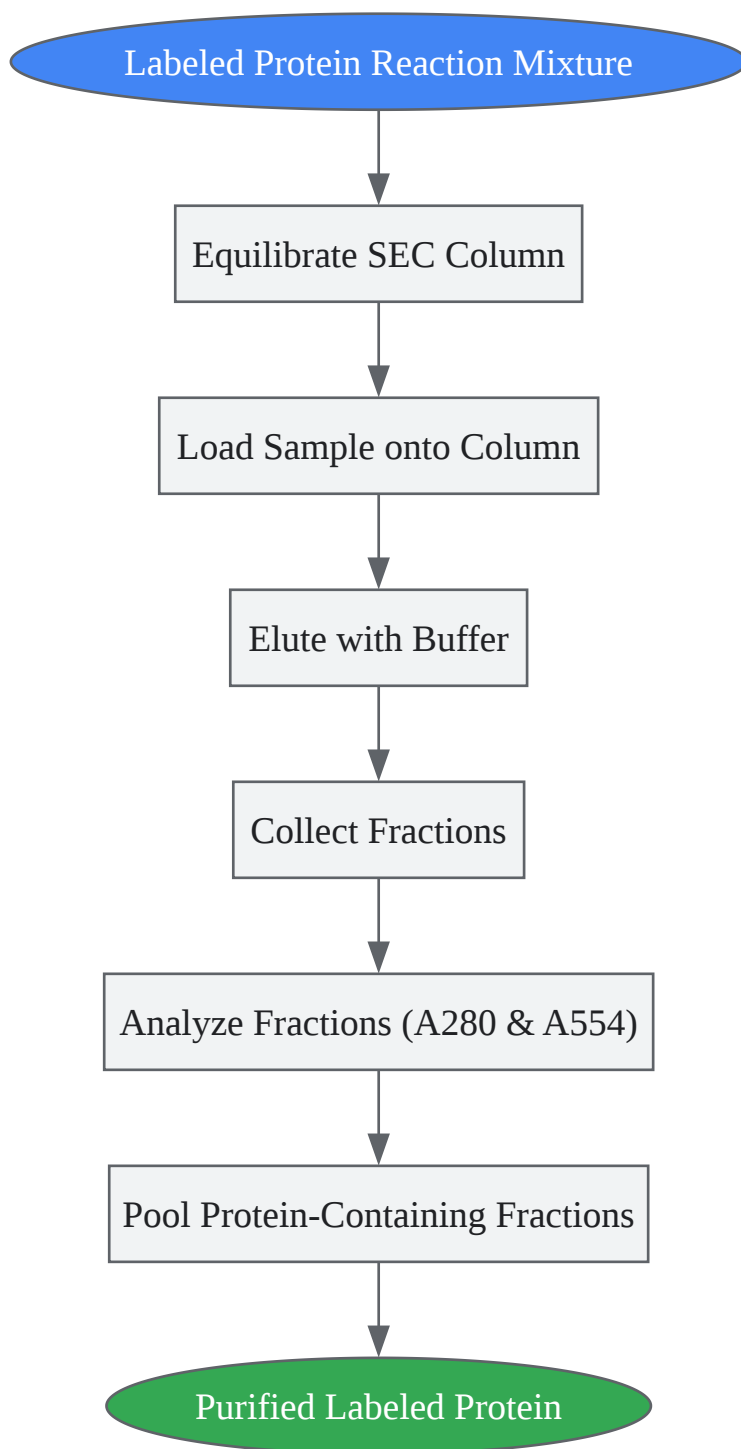 Labeled Protein Reaction Mixture
Equilibrate SEC Column
Load Sample onto Column
Elute with Buffer
Collect Fractions
Analyze Fractions (A280 & A554)
Pool Protein-Containing Fractions
Purified Labeled Protein